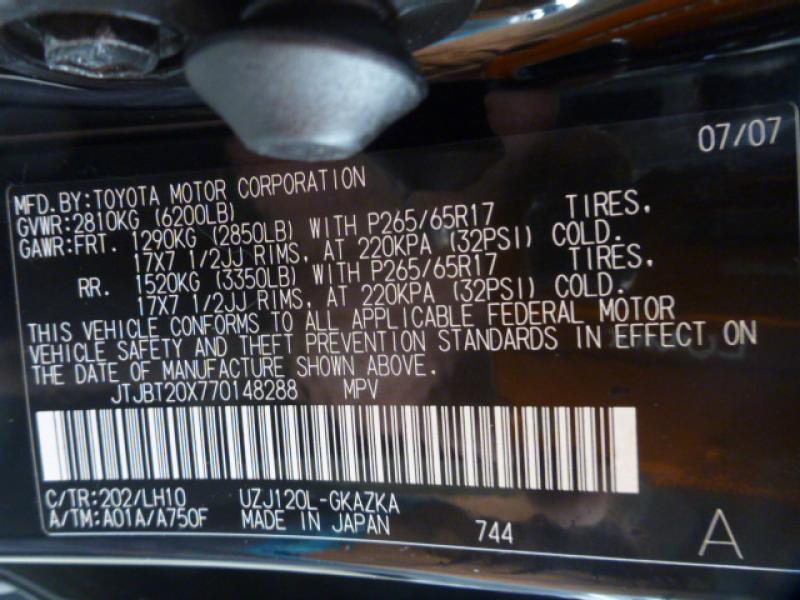 07/07
MFD.BY:TOYOTA MOTOR CORPORATION
GVWR:2810KG (6200LB)
GAWR:FRT. 1290KG (2850LB) WITH P265/65R17 TIRES,
17X7 1/2JJ RIMS, AT 220KPA (32PSI) COLD.
RR. 1520KG (3350LB) WITH P265/65R17 TIRES,
17X7 1/2JJ RIMS, AT 220KPA (32PSI) COLD.
THIS VEHICLE CONFORMS TO ALL APPLICABLE FEDERAL MOTOR
VEHICLE SAFETY AND THEFT PREVENTION STANDARDS IN EFFECT ON
THE DATE OF MANUFACTURE SHOWN ABOVE.
JTJBT20X770148288 MPV
C/TR:202/LH10 UZJ120L-GKAZKA
A/TM:A01A/A750F MADE IN JAPAN 744 A